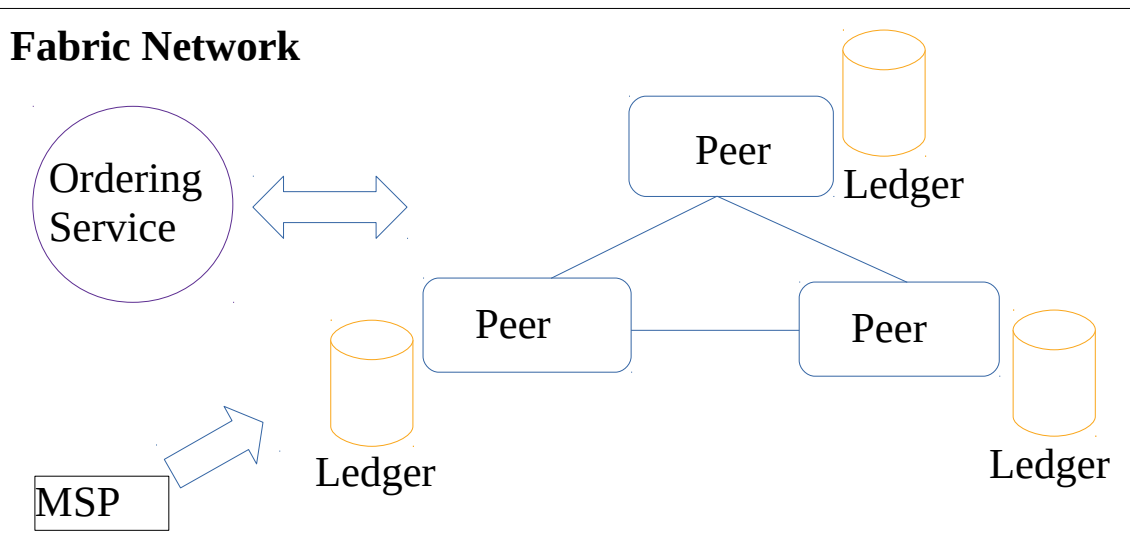 Fabric Network
Ordering
Service
Peer
Ledger
Peer
Peer
Ledger
Ledger
MSP